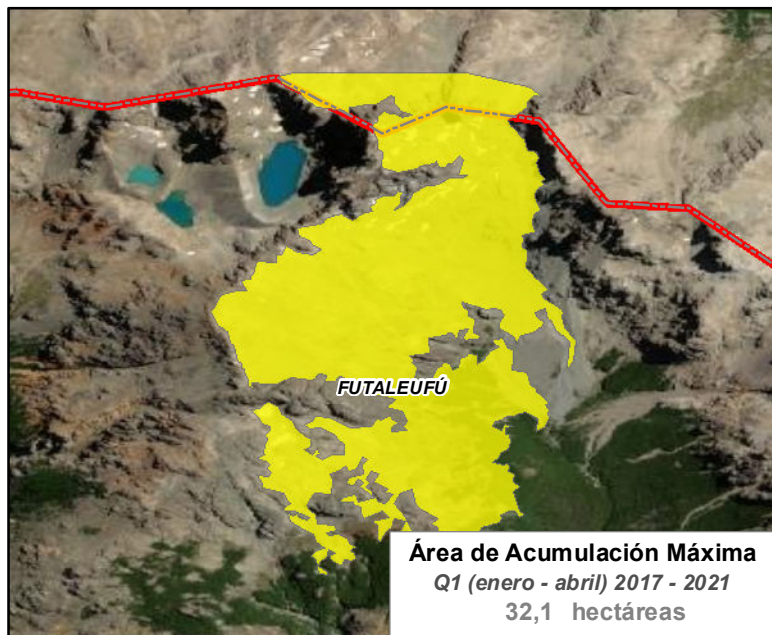 FUTALEUFÚ
Área de Acumulación Máxima
Q1 (enero - abril) 2017 - 2021
32,1 hectáreas